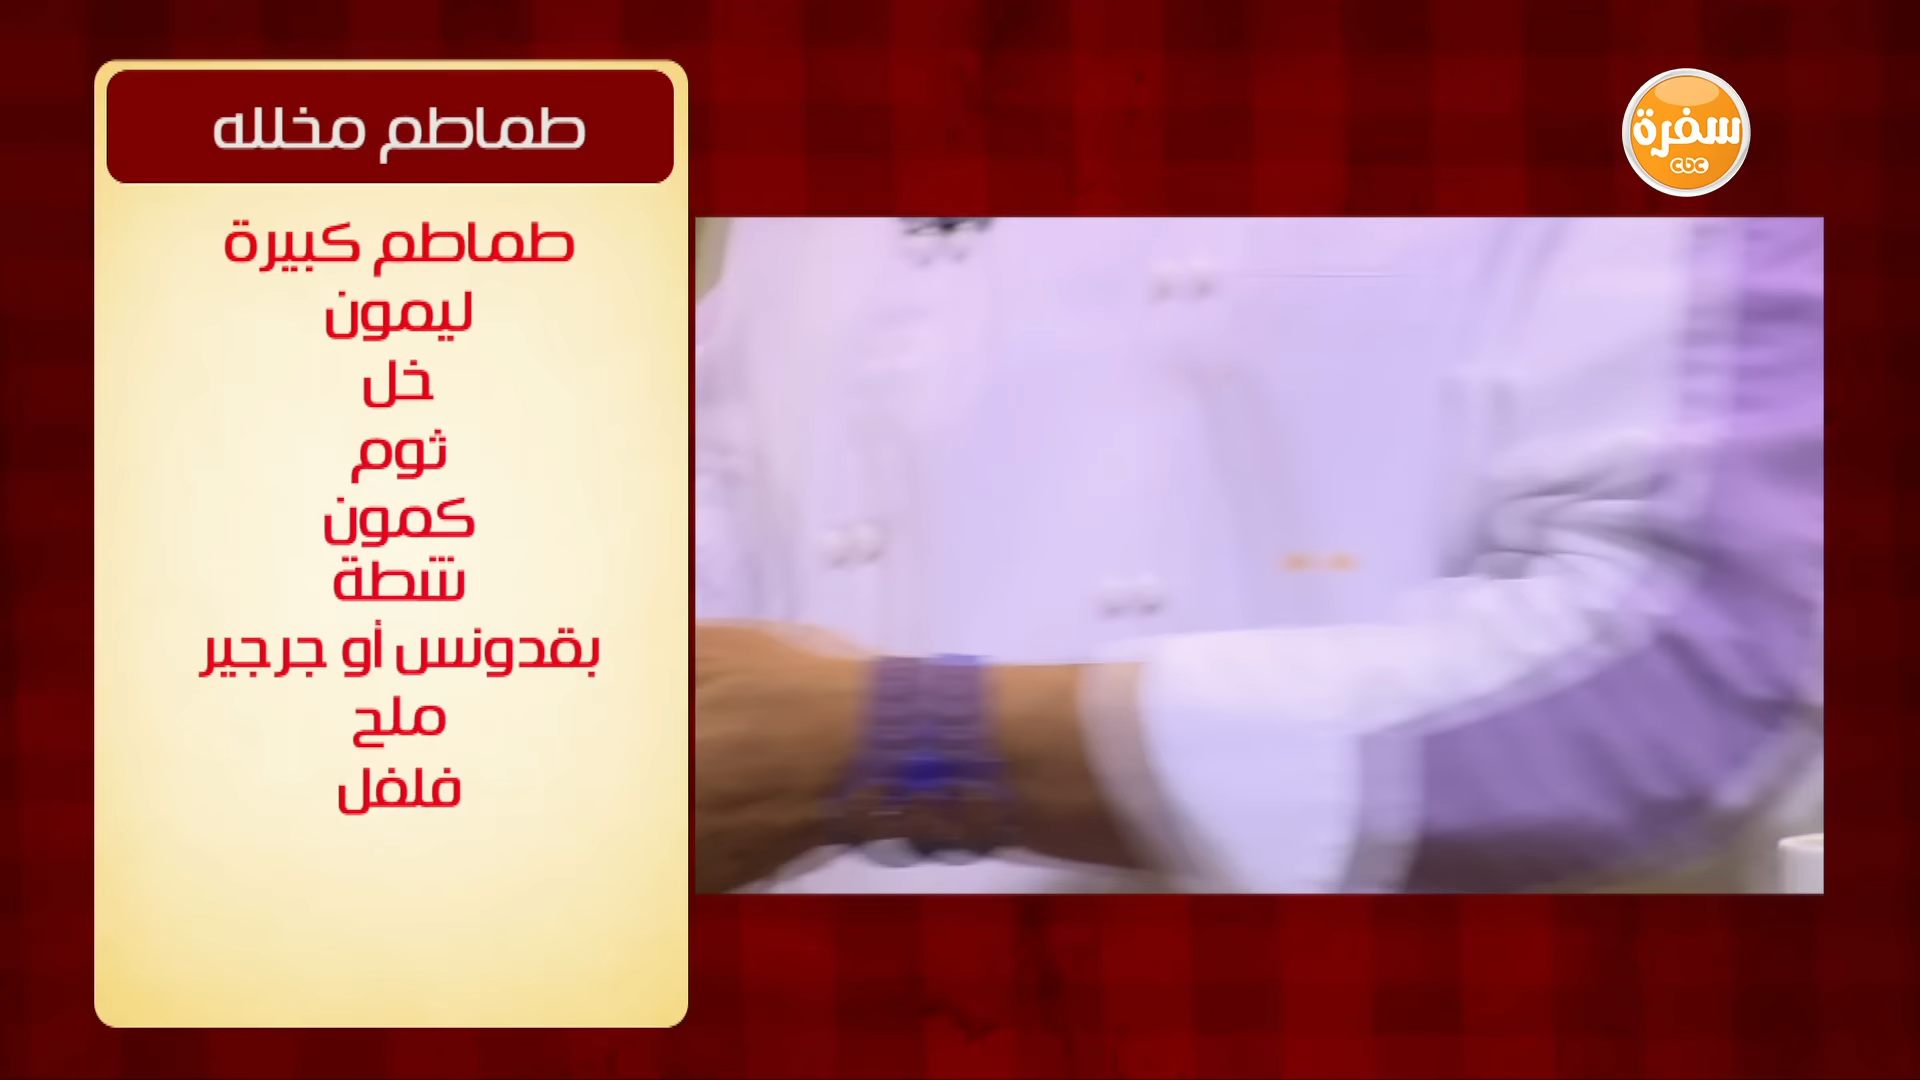 طماطم مخلله
طماطم كبيرة
ليمون
خل
ثوم
كمون
شطة
بقدونس أو جرجير
ملح
فلفل
سفرة
cbc